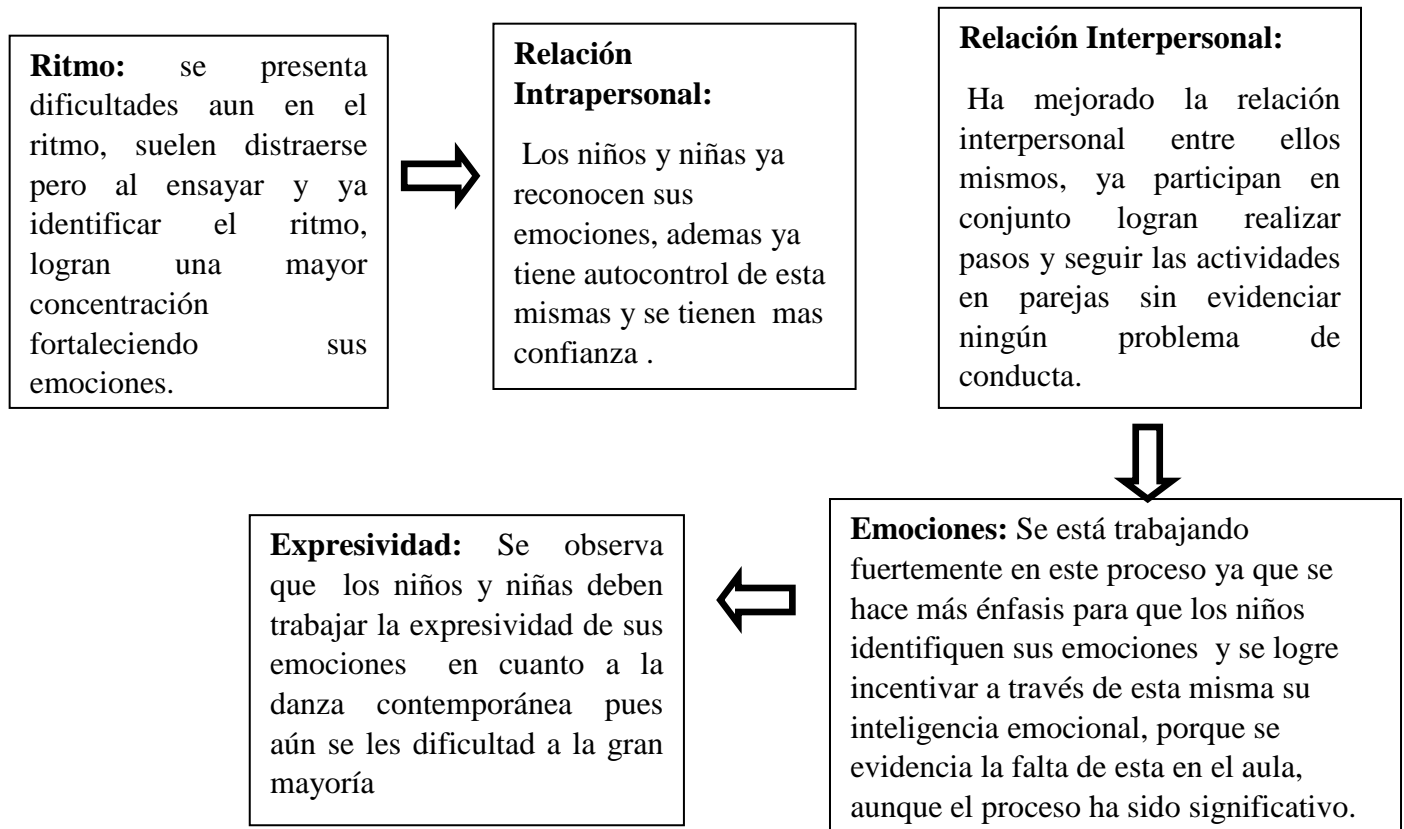 Ritmo: se presenta
dificultades aun en el
ritmo, suelen distraerse
pero al ensayar y ya
identificar el ritmo,
logran una mayor
concentración
fortaleciendo sus
emociones.
Relación
Intrapersonal:
Los niños y niñas ya
reconocen sus
emociones, ademas ya
tiene autocontrol de esta
mismas y se tienen mas
confianza .
Relación Interpersonal:
Ha mejorado la relación
interpersonal entre ellos
mismos, ya participan en
conjunto logran realizar
pasos y seguir las actividades
en parejas sin evidenciar
ningún problema de
conducta.
Emociones: Se está trabajando
fuertemente en este proceso ya que se
hace más énfasis para que los niños
identifiquen sus emociones y se logre
incentivar a través de esta misma su
inteligencia emocional, porque se
evidencia la falta de esta en el aula,
aunque el proceso ha sido significativo.
Expresividad: Se observa
que los niños y niñas deben
trabajar la expresividad de sus
emociones en cuanto a la
danza contemporánea pues
aún se les dificultad a la gran
mayoría